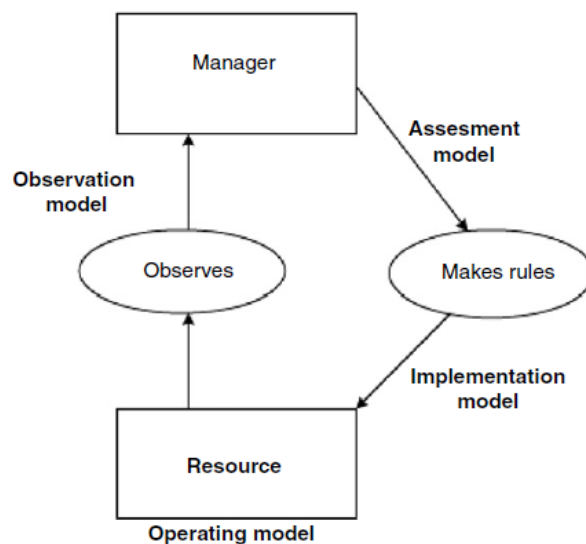 Manager
Assesment
model
Observation
model
Observes
Makes rules
Implementation
model
Resource
Operating model